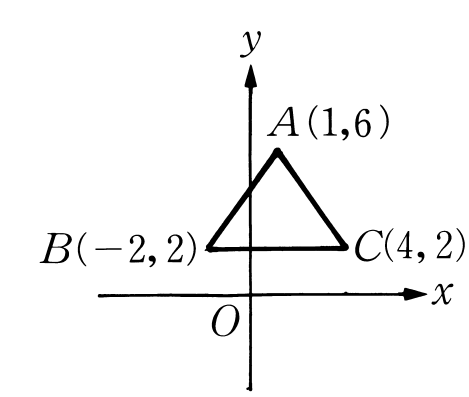 y
A(1,6)
B(−2, 2)
C(4, 2)
x
O